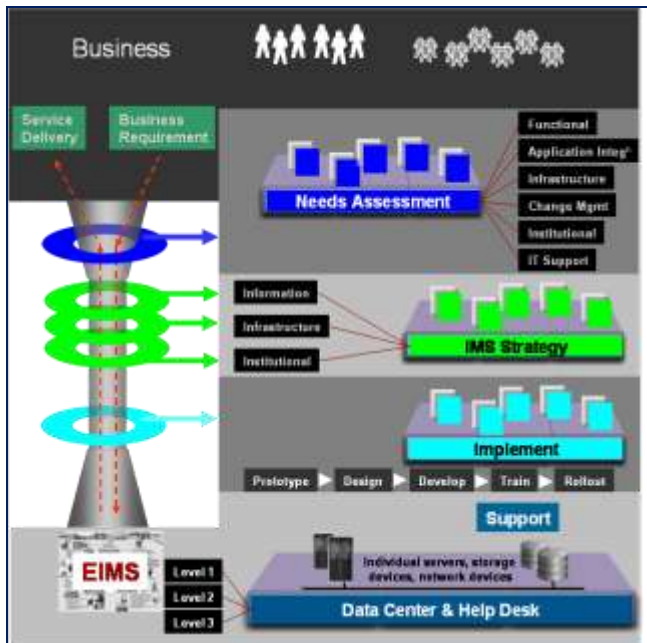 Business
Service
Delivery
Business
Requirement
Functional
Application Integ'
Infrastructure
Change Mgmt
Institutional
IT Support
Needs Assessment
Information
Infrastructure
Institutional
IMS Strategy
Implement
Prototype
Design
Develop
Train
Rollout
Support
EIMS
Level 1
Level 2
Level 3
Individual servers, storage
devices, network devices
Data Center & Help Desk